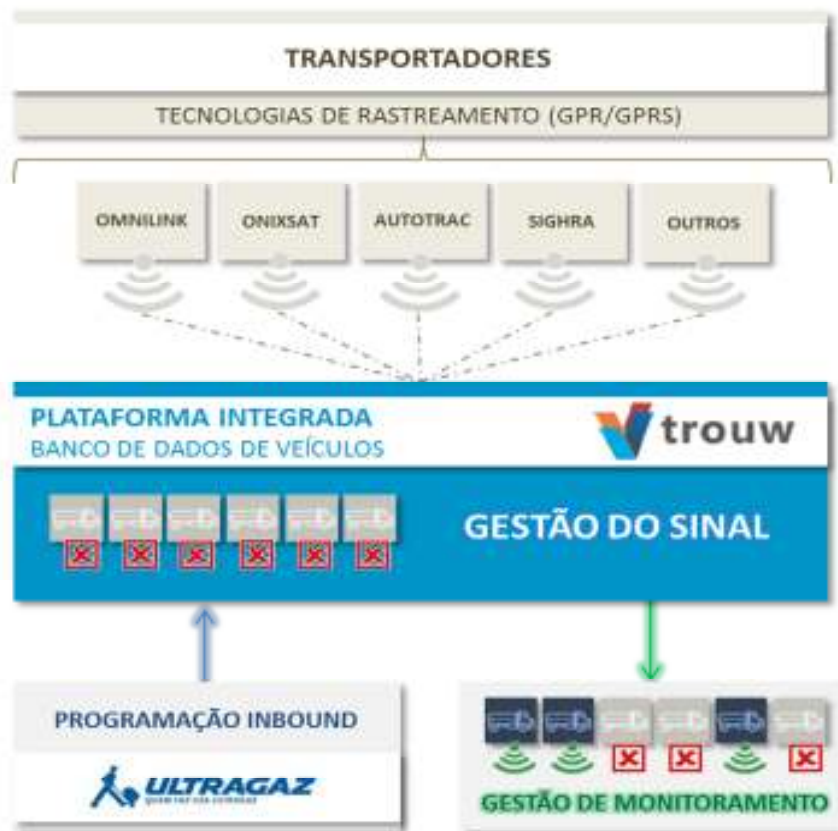 TRANSPORTADORES
TECNOLOGIAS DE RASTREAMENTO (GPR/GPRS)
OMNILINK
ONIXSAT
AUTOTRAC
SIGHRA
OUTROS
PLATAFORMA INTEGRADA
BANCO DE DADOS DE VEÍCULOS
trouw
GESTÃO DO SINAL
PROGRAMAÇÃO INBOUND
ULTRAGAZ
GESTÃO DE MONITORAMENTO